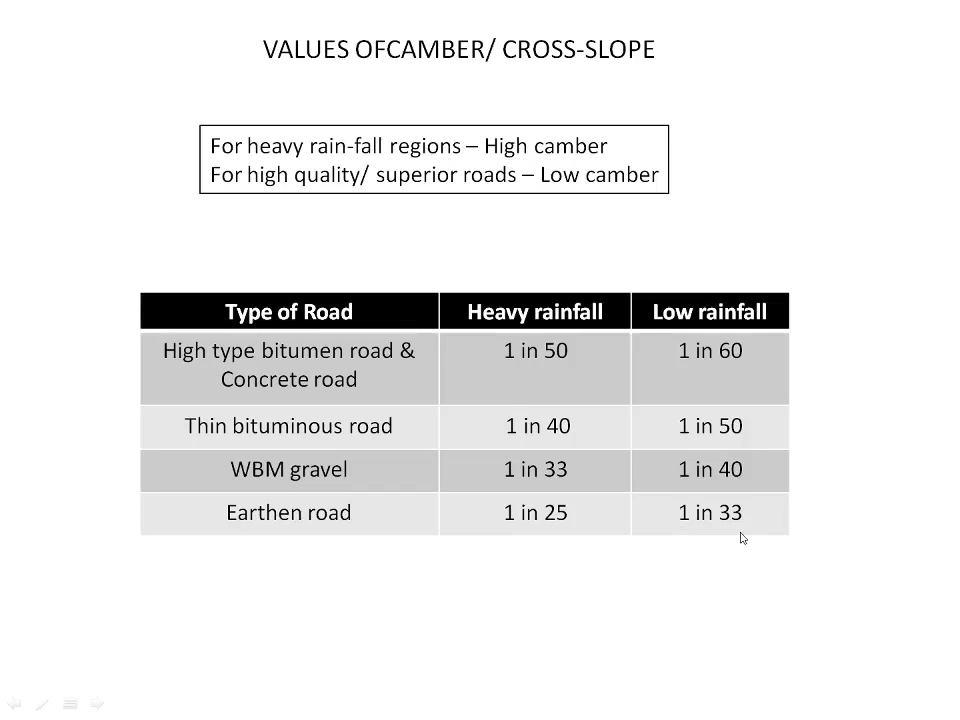 VALUES OFCAMBER/ CROSS-SLOPE
For heavy rain-fall regions – High camber
For high quality/ superior roads – Low camber
Type of Road Heavy rainfall Low rainfall
High type bitumen road & 1 in 50 1 in 60
Concrete road
Thin bituminous road 1 in 40 1 in 50
WBM gravel 1 in 33 1 in 40
Earthen road 1 in 25 1 in 33